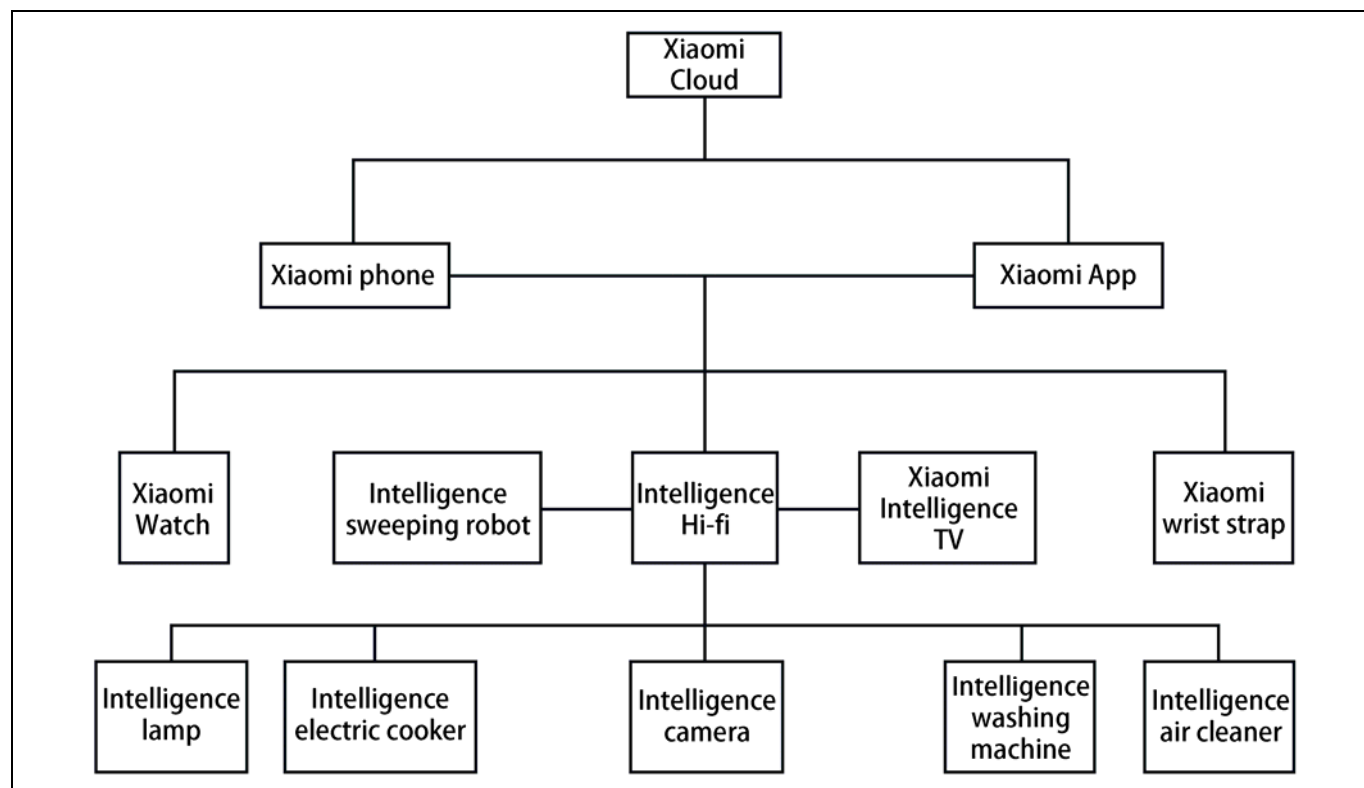 Xiaomi
Cloud
Xiaomi phone
Xiaomi App
Xiaomi
Watch
Intelligence
sweeping robot
Intelligence
Hi-fi
Xiaomi
Intelligence
TV
Xiaomi
wrist strap
Intelligence
lamp
Intelligence
electric cooker
Intelligence
camera
Intelligence
washing
machine
Intelligence
air cleaner